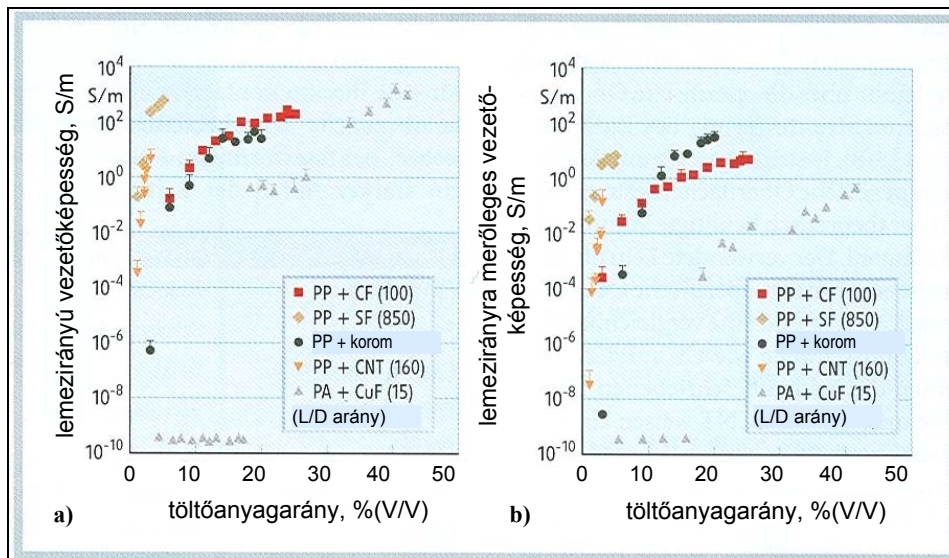 lemezirányú vezetőképesség, S/m
10⁴
S/m
10²
10⁰
10⁻²
10⁻⁴
10⁻⁶
10⁻⁸
10⁻¹⁰
0 10 20 30 40 50
PP + CF (100)
PP + SF (850)
PP + korom
PP + CNT (160)
PA + CuF (15)
(L/D arány)
a)
töltőanyagarány, %(V/V)
lemezirányra merőleges vezető-
képesség, S/m
10⁴
S/m
10²
10⁰
10⁻²
10⁻⁴
10⁻⁶
10⁻⁸
10⁻¹⁰
0 10 20 30 40 50
PP + CF (100)
PP + SF (850)
PP + korom
PP + CNT (160)
PA + CuF (15)
(L/D arány)
b)
töltőanyagarány, %(V/V)